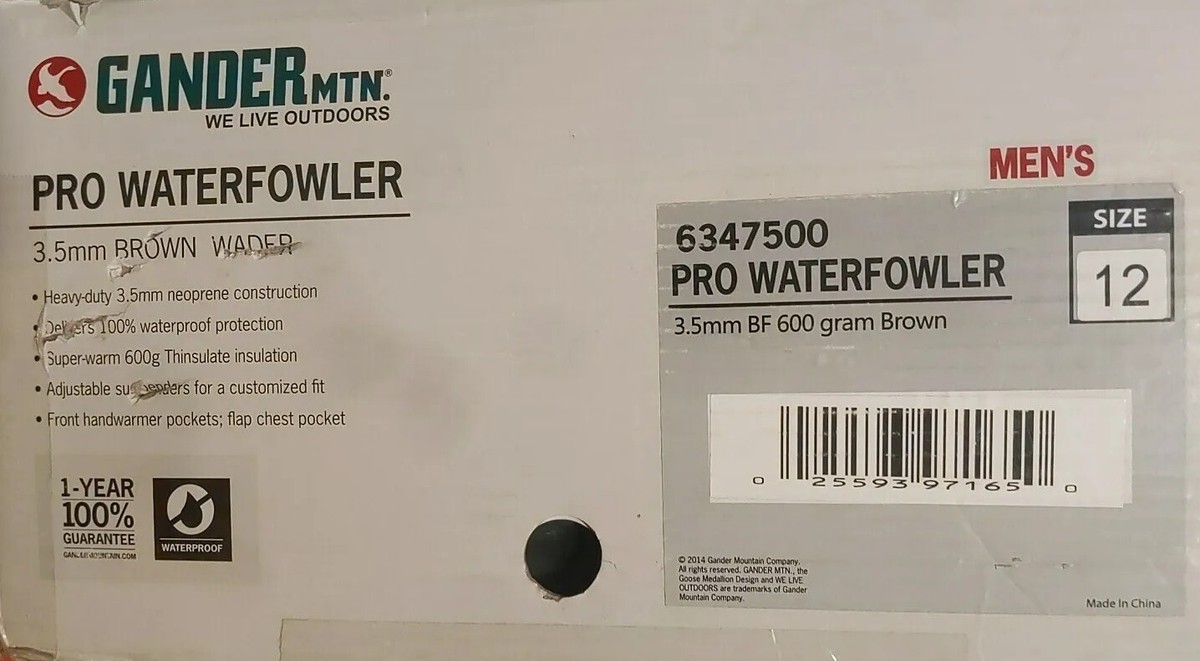 GANDER MTN.®
WE LIVE OUTDOORS
PRO WATERFOWLER
3.5mm BROWN WADER
• Heavy-duty 3.5mm neoprene construction
• Delivers 100% waterproof protection
• Super-warm 600g Thinsulate insulation
• Adjustable suspenders for a customized fit
• Front handwarmer pockets; flap chest pocket
1-YEAR
100%
GUARANTEE
WATERPROOF
MEN'S
6347500
PRO WATERFOWLER
3.5mm BF 600 gram Brown
SIZE
12
0 25593 97165 0
© 2014 Gander Mountain Company.
All rights reserved. GANDER MTN., the
Goose Medallion Design and WE LIVE
OUTDOORS are trademarks of Gander
Mountain Company.
Made In China